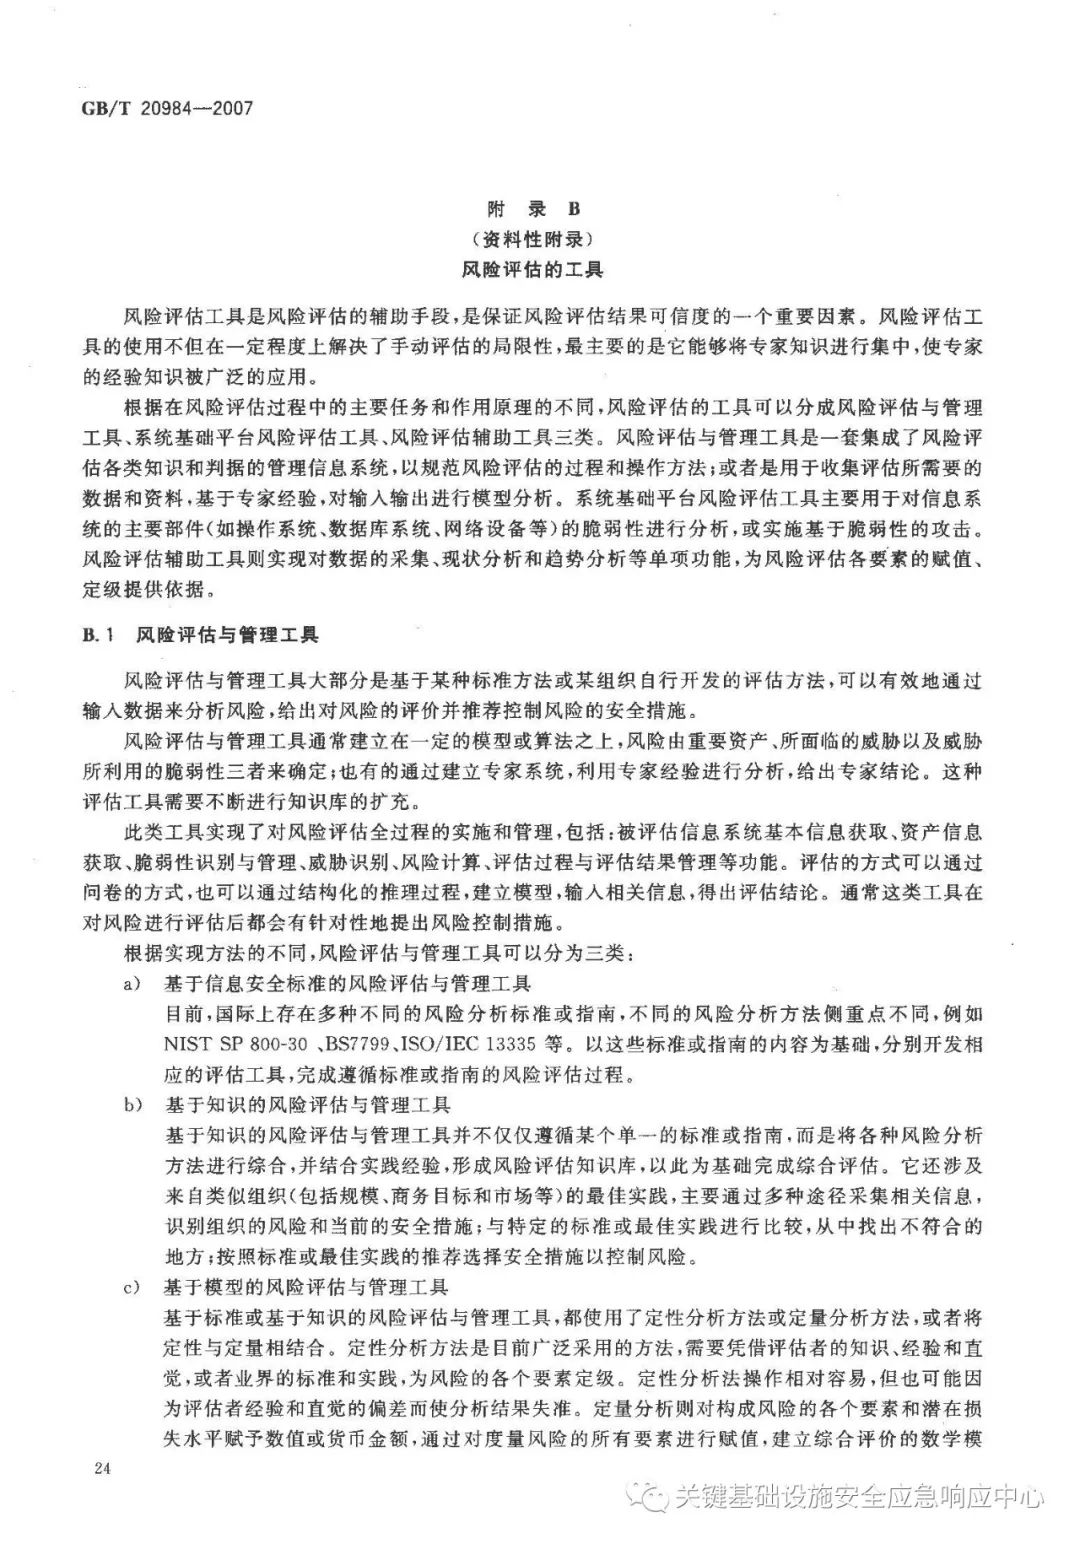 GB/T 20984—2007
附 录 B
(资料性附录)
风险评估的工具
风险评估工具是风险评估的辅助手段,是保证风险评估结果可信度的一个重要因素。风险评估工
具的使用不但在一定程度上解决了手动评估的局限性,最主要的是它能够将专家知识进行集中,使专家
的经验知识被广泛的应用。
根据在风险评估过程中的主要任务和作用原理的不同,风险评估的工具可以分成风险评估与管理
工具、系统基础平台风险评估工具、风险评估辅助工具三类。风险评估与管理工具是一套集成了风险评
估各类知识和判据的管理信息系统,以规范风险评估的过程和操作方法;或者是用于收集评估所需要的
数据和资料,基于专家经验,对输入输出进行模型分析。系统基础平台风险评估工具主要用于对信息系
统的主要部件(如操作系统、数据库系统、网络设备等)的脆弱性进行分析,或实施基于脆弱性的攻击。
风险评估辅助工具则实现对数据的采集、现状分析和趋势分析等单项功能,为风险评估各要素的赋值、
定级提供依据。
B.1 风险评估与管理工具
风险评估与管理工具大部分是基于某种标准方法或某组织自行开发的评估方法,可以有效地通过
输入数据来分析风险,给出对风险的评价并推荐控制风险的安全措施。
风险评估与管理工具通常建立在一定的模型或算法之上,风险由重要资产、所面临的威胁以及威胁
所利用的脆弱性三者来确定;也有的通过建立专家系统,利用专家经验进行分析,给出专家结论。这种
评估工具需要不断进行知识库的扩充。
此类工具实现了对风险评估全过程的实施和管理,包括:被评估信息系统基本信息获取、资产信息
获取、脆弱性识别与管理、威胁识别、风险计算、评估过程与评估结果管理等功能。评估的方式可以通过
问卷的方式,也可以通过结构化的推理过程,建立模型,输入相关信息,得出评估结论。通常这类工具在
对风险进行评估后都会有针对性地提出风险控制措施。
根据实现方法的不同,风险评估与管理工具可以分为三类:
a) 基于信息安全标准的风险评估与管理工具
目前,国际上存在多种不同的风险分析标准或指南,不同的风险分析方法侧重点不同,例如
NIST SP 800-30 、BS7799、ISO/IEC 13335 等。以这些标准或指南的内容为基础,分别开发相
应的评估工具,完成遵循标准或指南的风险评估过程。
b) 基于知识的风险评估与管理工具
基于知识的风险评估与管理工具并不仅仅遵循某个单一的标准或指南,而是将各种风险分析
方法进行综合,并结合实践经验,形成风险评估知识库,以此为基础完成综合评估。它还涉及
来自类似组织(包括规模、商务目标和市场等)的最佳实践,主要通过多种途径采集相关信息,
识别组织的风险和当前的安全措施;与特定的标准或最佳实践进行比较,从中找出不符合的
地方;按照标准或最佳实践的推荐选择安全措施以控制风险。
c) 基于模型的风险评估与管理工具
基于标准或基于知识的风险评估与管理工具,都使用了定性分析方法或定量分析方法,或者将
定性与定量相结合。定性分析方法是目前广泛采用的方法,需要凭借评估者的知识、经验和直
觉,或者业界的标准和实践,为风险的各个要素定级。定性分析法操作相对容易,但也可能因
为评估者经验和直觉的偏差而使分析结果失准。定量分析则对构成风险的各个要素和潜在损
失水平赋予数值或货币金额,通过对度量风险的所有要素进行赋值,建立综合评价的数学模
24
关键基础设施安全应急响应中心